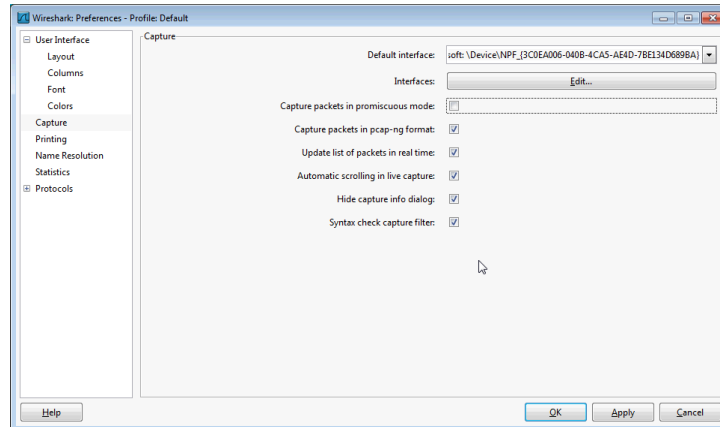 Wireshark: Preferences - Profile: Default
User Interface
Layout
Columns
Font
Colors
Capture
Printing
Name Resolution
Statistics
Protocols
Capture
Default interface: soft: \Device\NPF_{3C0EA006-040B-4CA5-AE4D-7BE134D689BA}
Interfaces: Edit...
Capture packets in promiscuous mode:
Capture packets in pcap-ng format:
Update list of packets in real time:
Automatic scrolling in live capture:
Hide capture info dialog:
Syntax check capture filter:
Help OK Apply Cancel